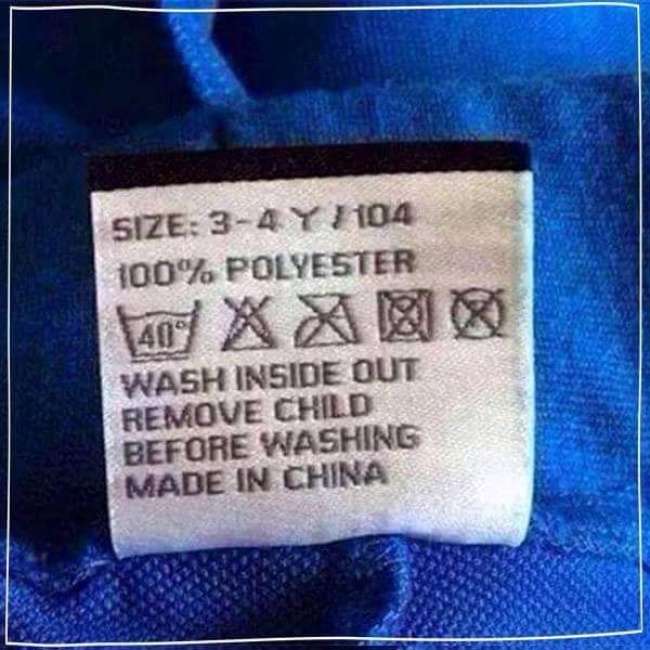 SIZE: 3-4 Y / 104
100% POLYESTER
40°
WASH INSIDE OUT
REMOVE CHILD
BEFORE WASHING
MADE IN CHINA